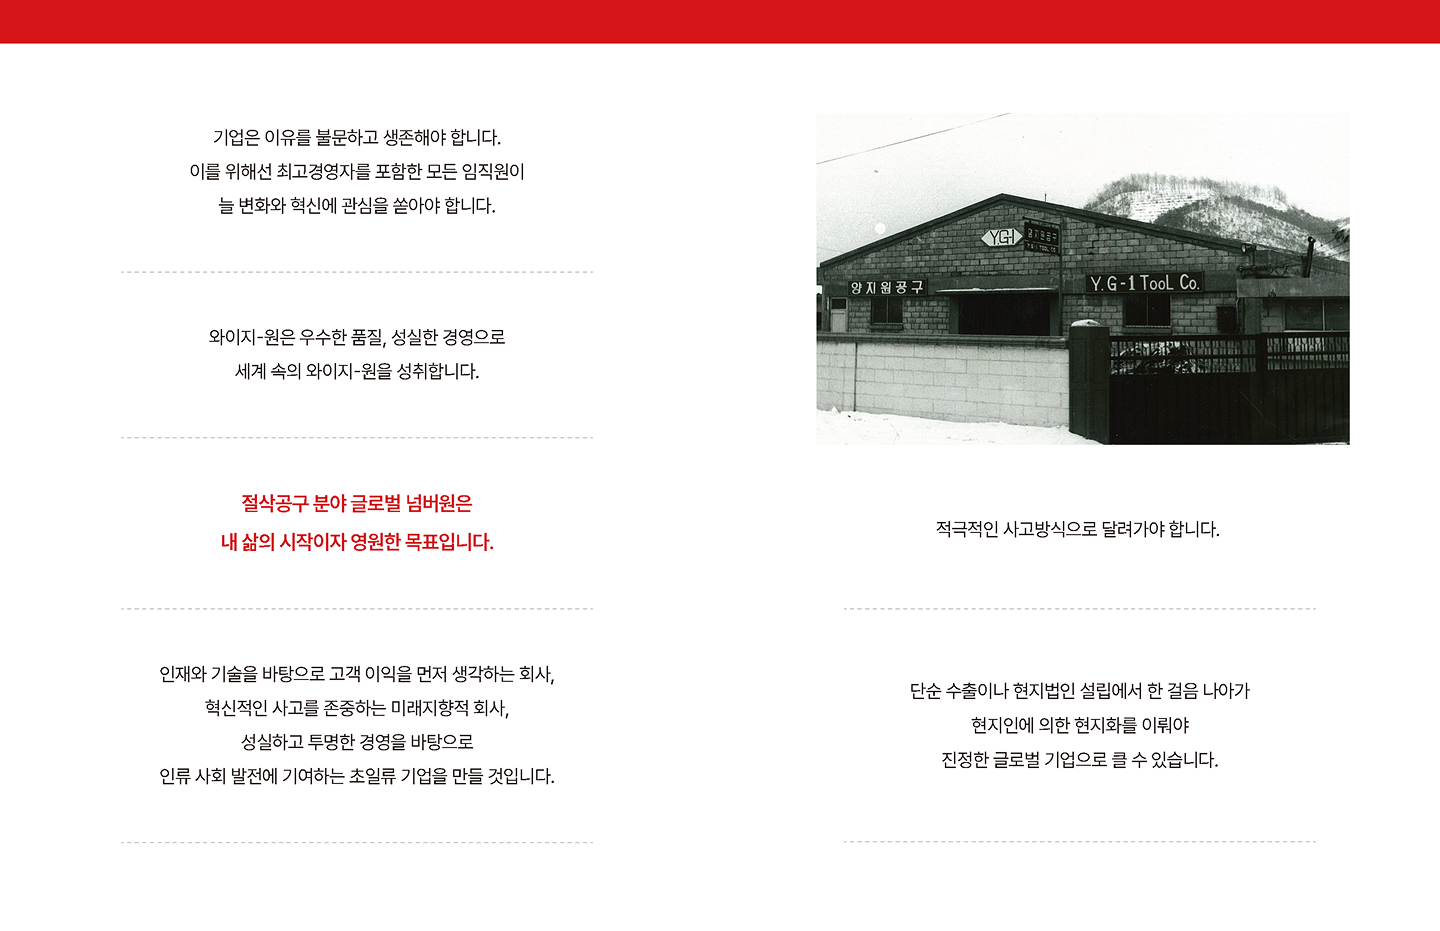 기업은 이유를 불문하고 생존해야 합니다.
이를 위해선 최고경영자를 포함한 모든 임직원이
늘 변화와 혁신에 관심을 쏟아야 합니다.
와이지-원은 우수한 품질, 성실한 경영으로
세계 속의 와이지-원을 성취합니다.
절삭공구 분야 글로벌 넘버원은
내 삶의 시작이자 영원한 목표입니다.
인재와 기술을 바탕으로 고객 이익을 먼저 생각하는 회사,
혁신적인 사고를 존중하는 미래지향적 회사,
성실하고 투명한 경영을 바탕으로
인류 사회 발전에 기여하는 초일류 기업을 만들 것입니다.
YG-1
양지원공구
Y.G-1 TooL Co.
적극적인 사고방식으로 달려가야 합니다.
단순 수출이나 현지법인 설립에서 한 걸음 나아가
현지인에 의한 현지화를 이뤄야
진정한 글로벌 기업으로 클 수 있습니다.